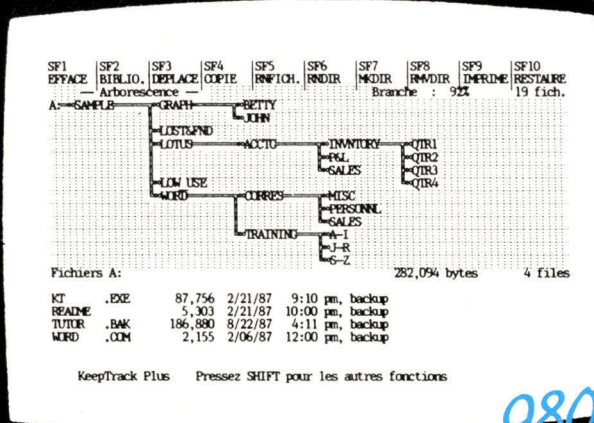 SF1 SF2 SF3 SF4 SF5 SF6 SF7 SF8 SF9 SF10
EFFACE BIBLIO. DEPLACE COPIE RNFICH. RNDIR MKDIR RMVDIR IMPRIME RESTAURE
— Arborescence — Branche : 92% 19 fich.
A: SAMPLE GRAPH BETTY
JOHN
LOST&FND
LOTUS ACCTG INVNTORY QTR1
P&L QTR2
SALES QTR3
LOW USE QTR4
WORD CORRES MISC
PERSONNL
SALES
TRAINING A-I
J-R
S-Z
Fichiers A: 282,094 bytes 4 files
KT .EXE 87,756 2/21/87 9:10 pm, backup
README 5,303 2/21/87 10:00 pm, backup
TUTOR .BAK 186,880 8/22/87 4:11 pm, backup
WORD .COM 2,155 2/06/87 12:00 pm, backup
KeepTrack Plus Pressez SHIFT pour les autres fonctions